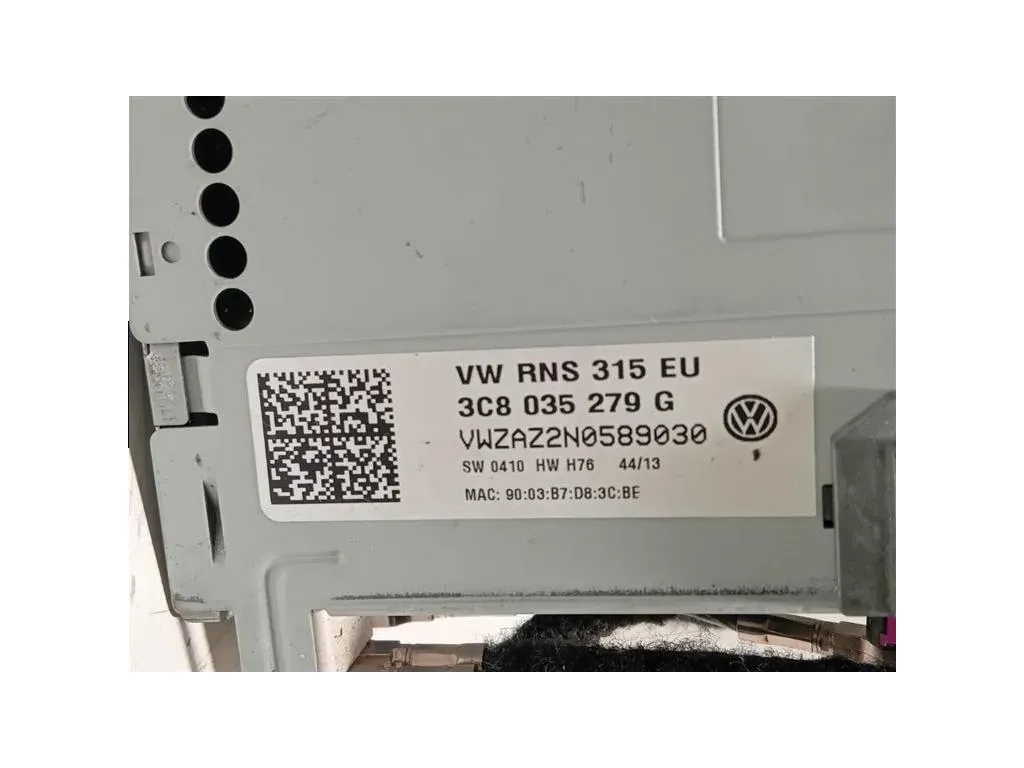 VW RNS 315 EU
3C8 035 279 G
VWZAZ2N0589030
SW 0410 HW H76 44/13
MAC: 90:03:B7:D8:3C:BE